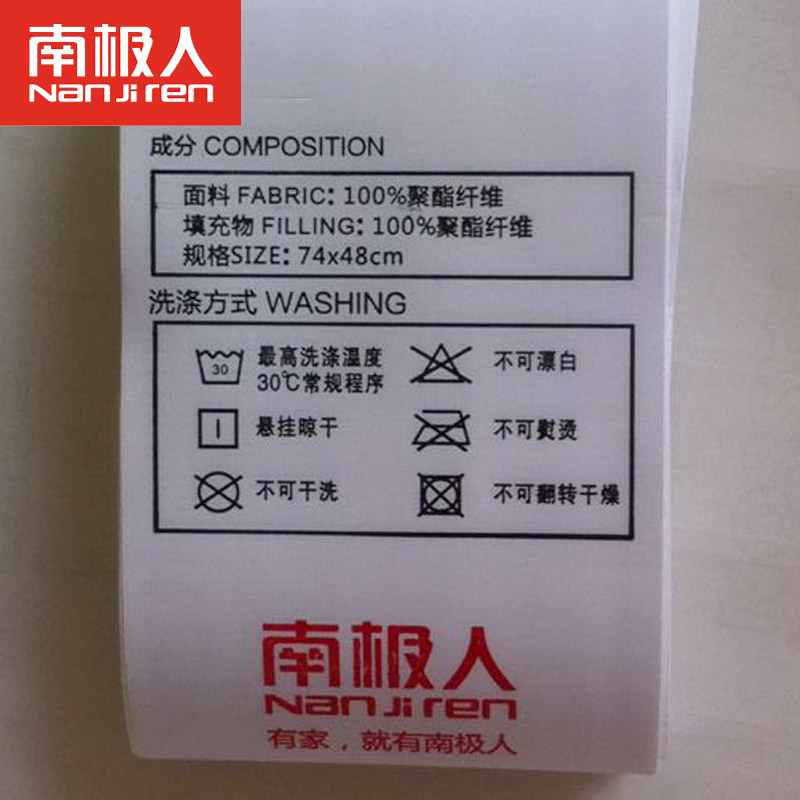 南极人
NanJiren
成分 COMPOSITION
面料 FABRIC: 100%聚酯纤维
填充物 FILLING: 100%聚酯纤维
规格SIZE: 74x48cm
洗涤方式 WASHING
30
最高洗涤温度
30℃常规程序
不可漂白
悬挂晾干
不可熨烫
不可干洗
不可翻转干燥
南极人
NanJiren
有家，就有南极人